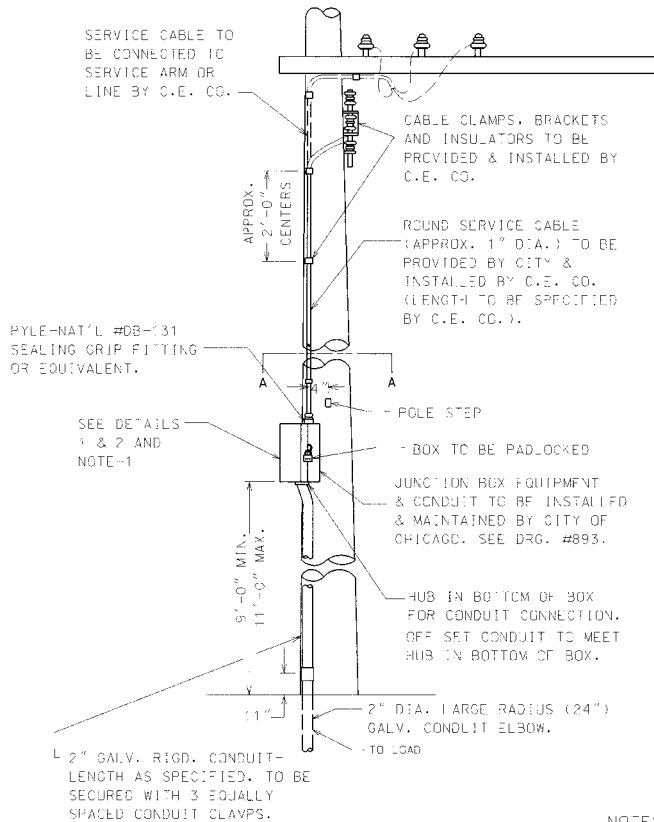 SERVICE CABLE TO
BE CONNECTED TO
SERVICE ARM OR
LINE BY C.E. CO.
CABLE CLAMPS, BRACKETS
AND INSULATORS TO BE
PROVIDED & INSTALLED BY
C.E. CO.
APPROX.
2'-0"
CENTERS
ROUND SERVICE CABLE
(APPROX. 1" DIA.) TO BE
PROVIDED BY CITY &
INSTALLED BY C.E. CO.
(LENGTH TO BE SPECIFIED
BY C.E. CO.).
PYLE-NAT'L #DB-131
SEALING GRIP FITTING
OR EQUIVALENT.
A
A
4"
POLE STEP
SEE DETAILS
1 & 2 AND
NOTE-1
BOX TO BE PADLOCKED
JUNCTION BOX EQUIPMENT
& CONDUIT TO BE INSTALLED
& MAINTAINED BY CITY OF
CHICAGO. SEE DRG. #893.
9'-0" MIN.
11'-0" MAX.
HUB IN BOTTOM OF BOX
FOR CONDUIT CONNECTION.
OFF SET CONDUIT TO MEET
HUB IN BOTTOM OF BOX.
11"
2" DIA. LARGE RADIUS (24")
GALV. CONDUIT ELBOW.
TO LOAD
2" GALV. RIGD. CONDUIT-
LENGTH AS SPECIFIED. TO BE
SECURED WITH 3 EQUALLY
SPACED CONDUIT CLAMPS.
NOTES